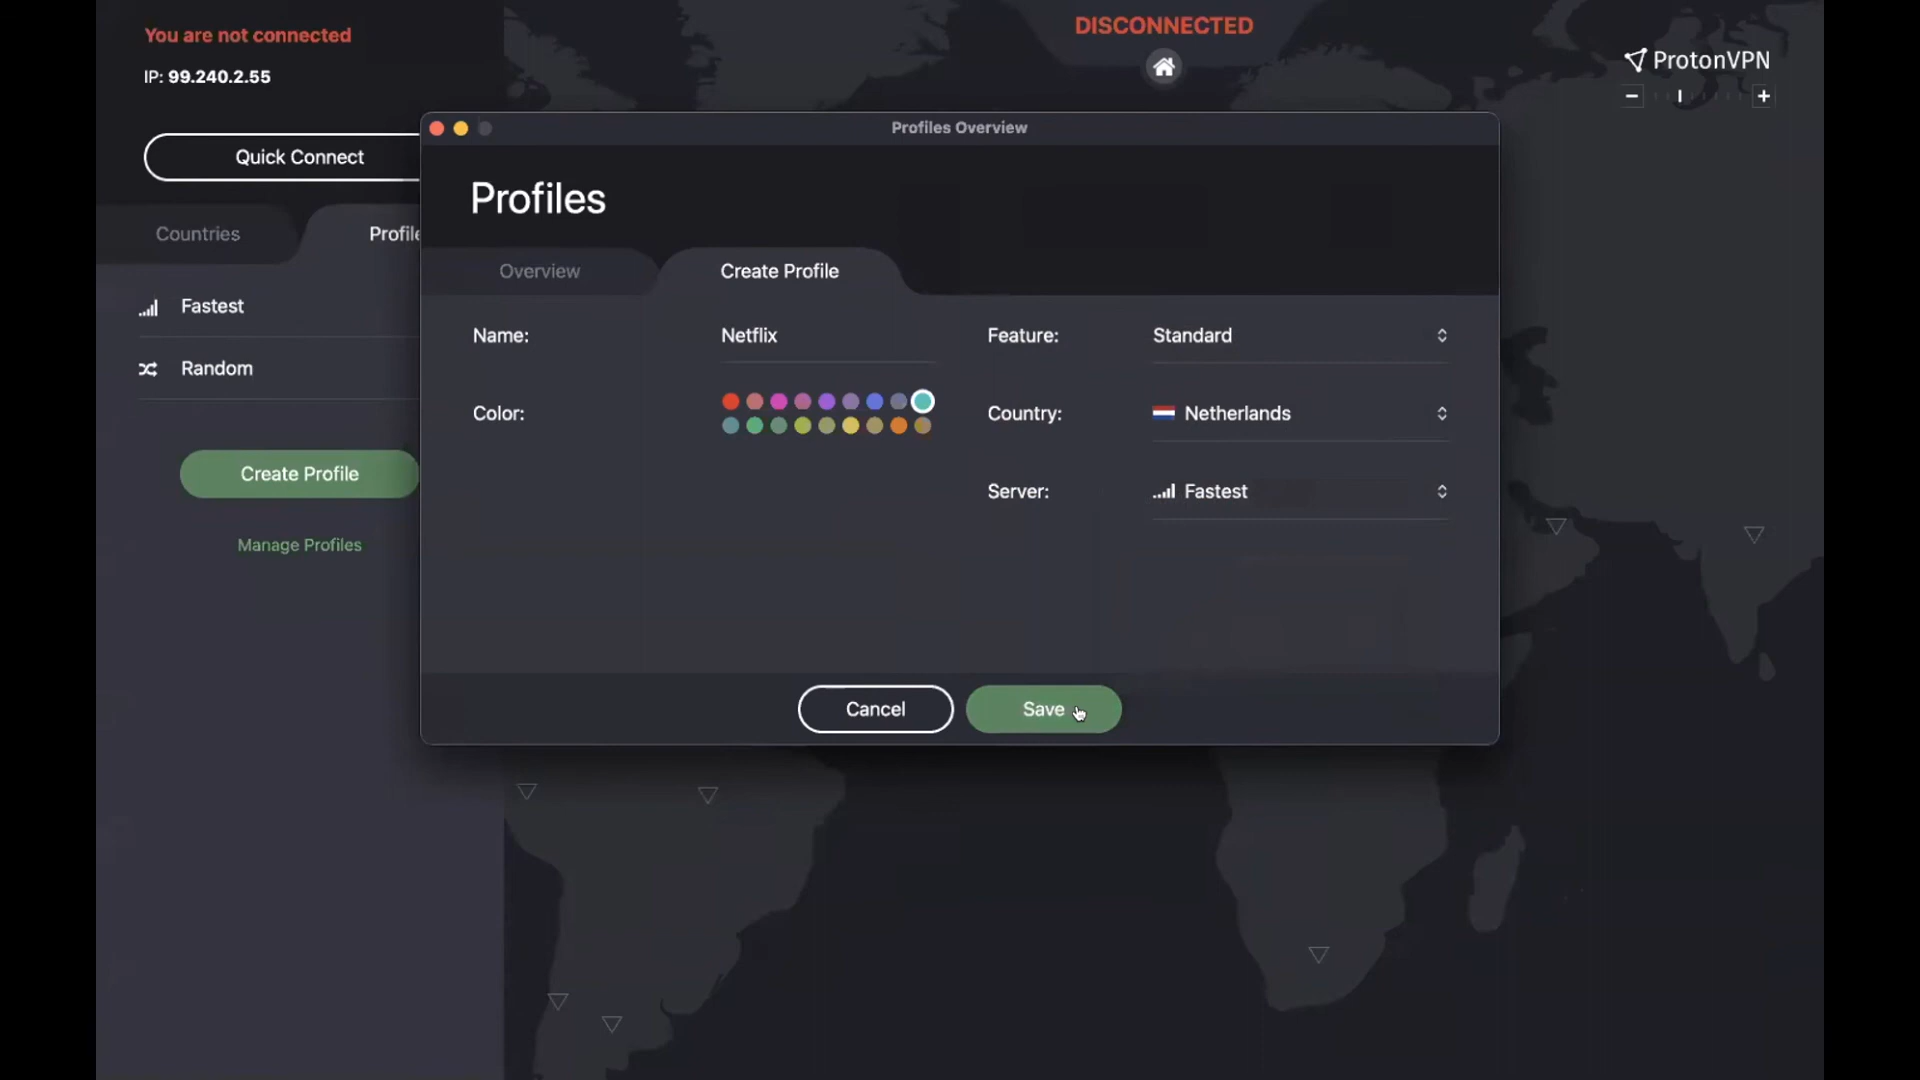 You are not connected
IP: 99.240.2.55
DISCONNECTED
ProtonVPN
Quick Connect
Countries
Profile
Fastest
Random
Create Profile
Manage Profiles
Profiles Overview
Profiles
Overview
Create Profile
Name:
Netflix
Color:
Feature:
Standard
Country:
Netherlands
Server:
Fastest
Cancel
Save